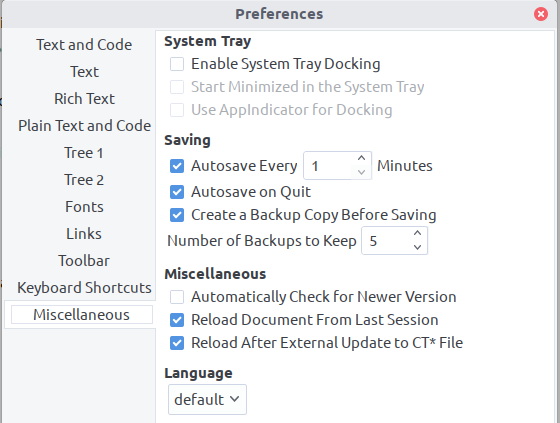 Preferences
Text and Code
Text
Rich Text
Plain Text and Code
Tree 1
Tree 2
Fonts
Links
Toolbar
Keyboard Shortcuts
Miscellaneous
System Tray
Enable System Tray Docking
Start Minimized in the System Tray
Use AppIndicator for Docking
Saving
Autosave Every 1 Minutes
Autosave on Quit
Create a Backup Copy Before Saving
Number of Backups to Keep 5
Miscellaneous
Automatically Check for Newer Version
Reload Document From Last Session
Reload After External Update to CT* File
Language
default